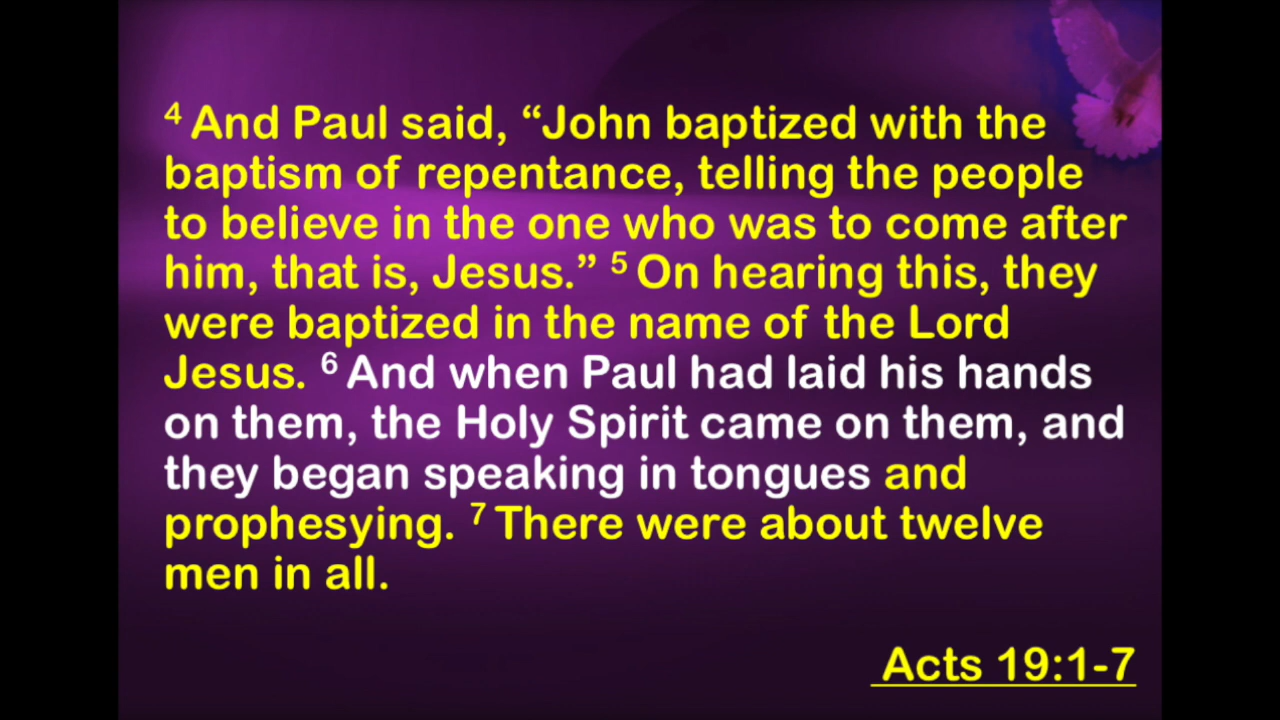 ⁴ And Paul said, “John baptized with the
baptism of repentance, telling the people
to believe in the one who was to come after
him, that is, Jesus.” ⁵ On hearing this, they
were baptized in the name of the Lord
Jesus. ⁶ And when Paul had laid his hands
on them, the Holy Spirit came on them, and
they began speaking in tongues and
prophesying. ⁷ There were about twelve
men in all.
Acts 19:1-7